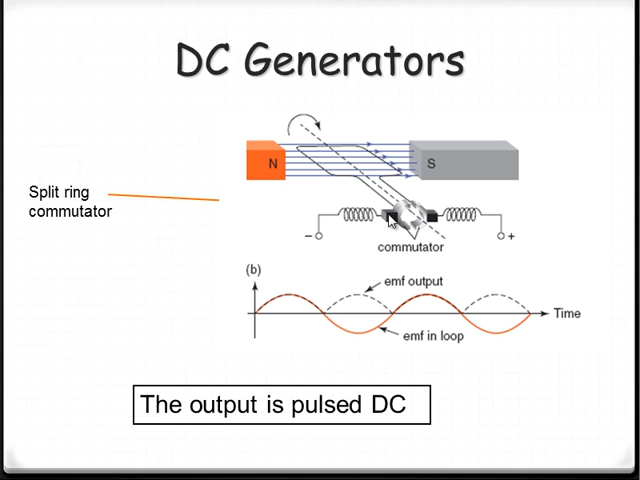 DC Generators
N
S
Split ring
commutator
–
+
commutator
(b)
emf output
Time
emf in loop
The output is pulsed DC